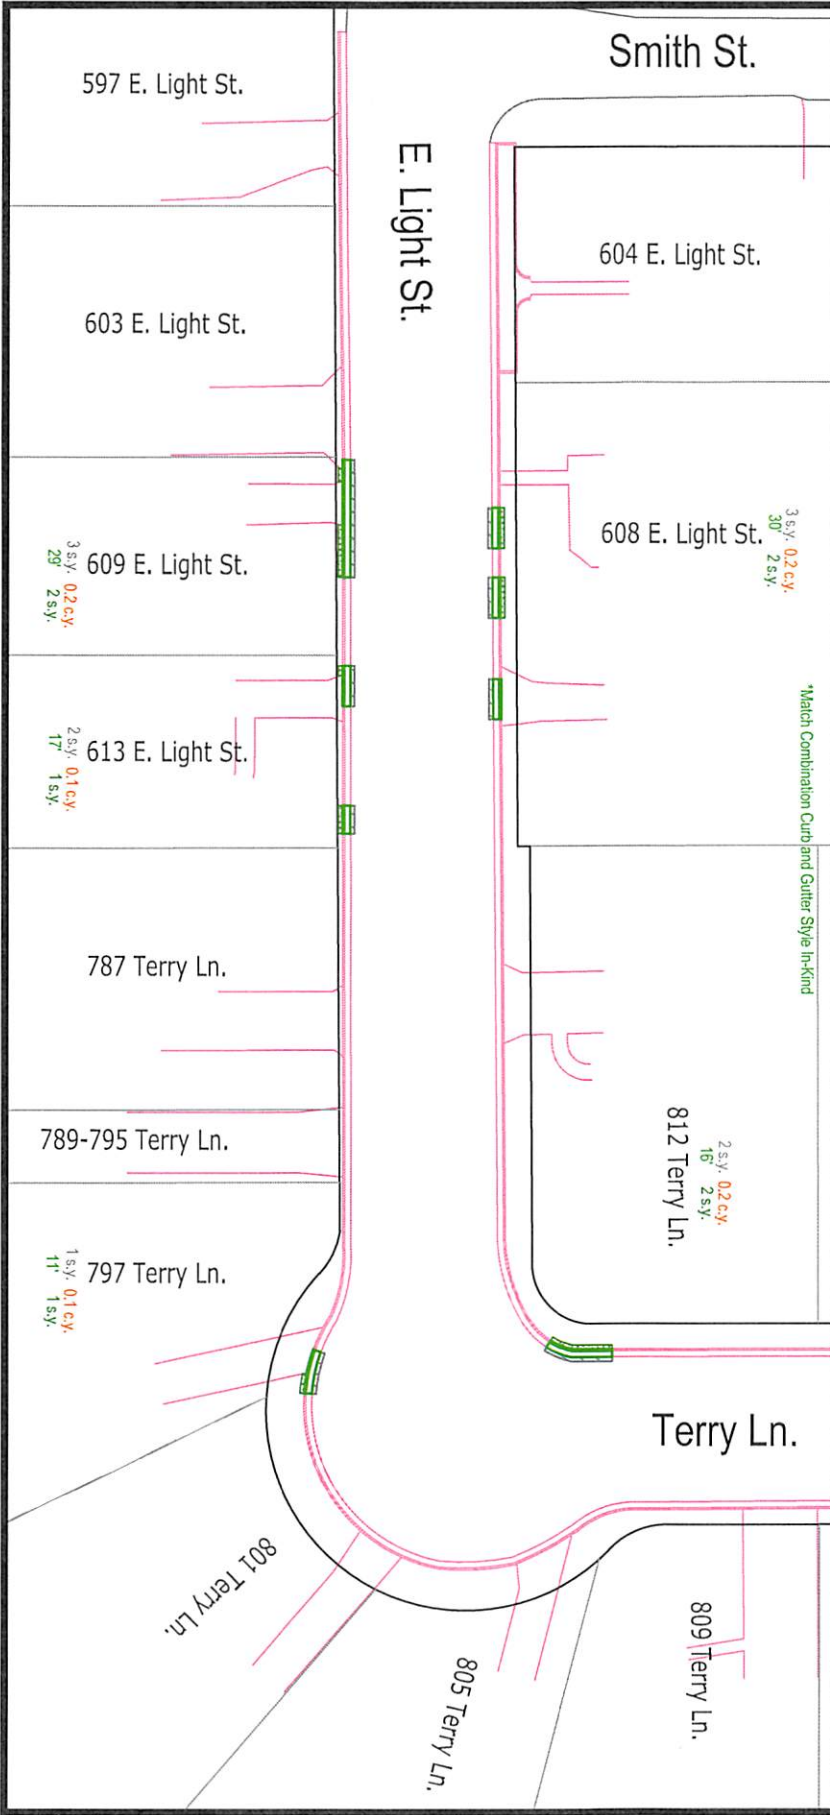 Smith St.
597 E. Light St.
E. Light St.
604 E. Light St.
603 E. Light St.
608 E. Light St.
3 s.y. 0.2 c.y.
30' 2 s.y.
609 E. Light St.
3 s.y. 0.2 c.y.
29' 2 s.y.
613 E. Light St.
2 s.y. 0.1 c.y.
17' 1 s.y.
*Match Combination Curb and Gutter Style In-Kind
787 Terry Ln.
812 Terry Ln.
2 s.y. 0.2 c.y.
16' 2 s.y.
789-795 Terry Ln.
797 Terry Ln.
1 s.y. 0.1 c.y.
11' 1 s.y.
Terry Ln.
801 Terry Ln.
805 Terry Ln.
809 Terry Ln.